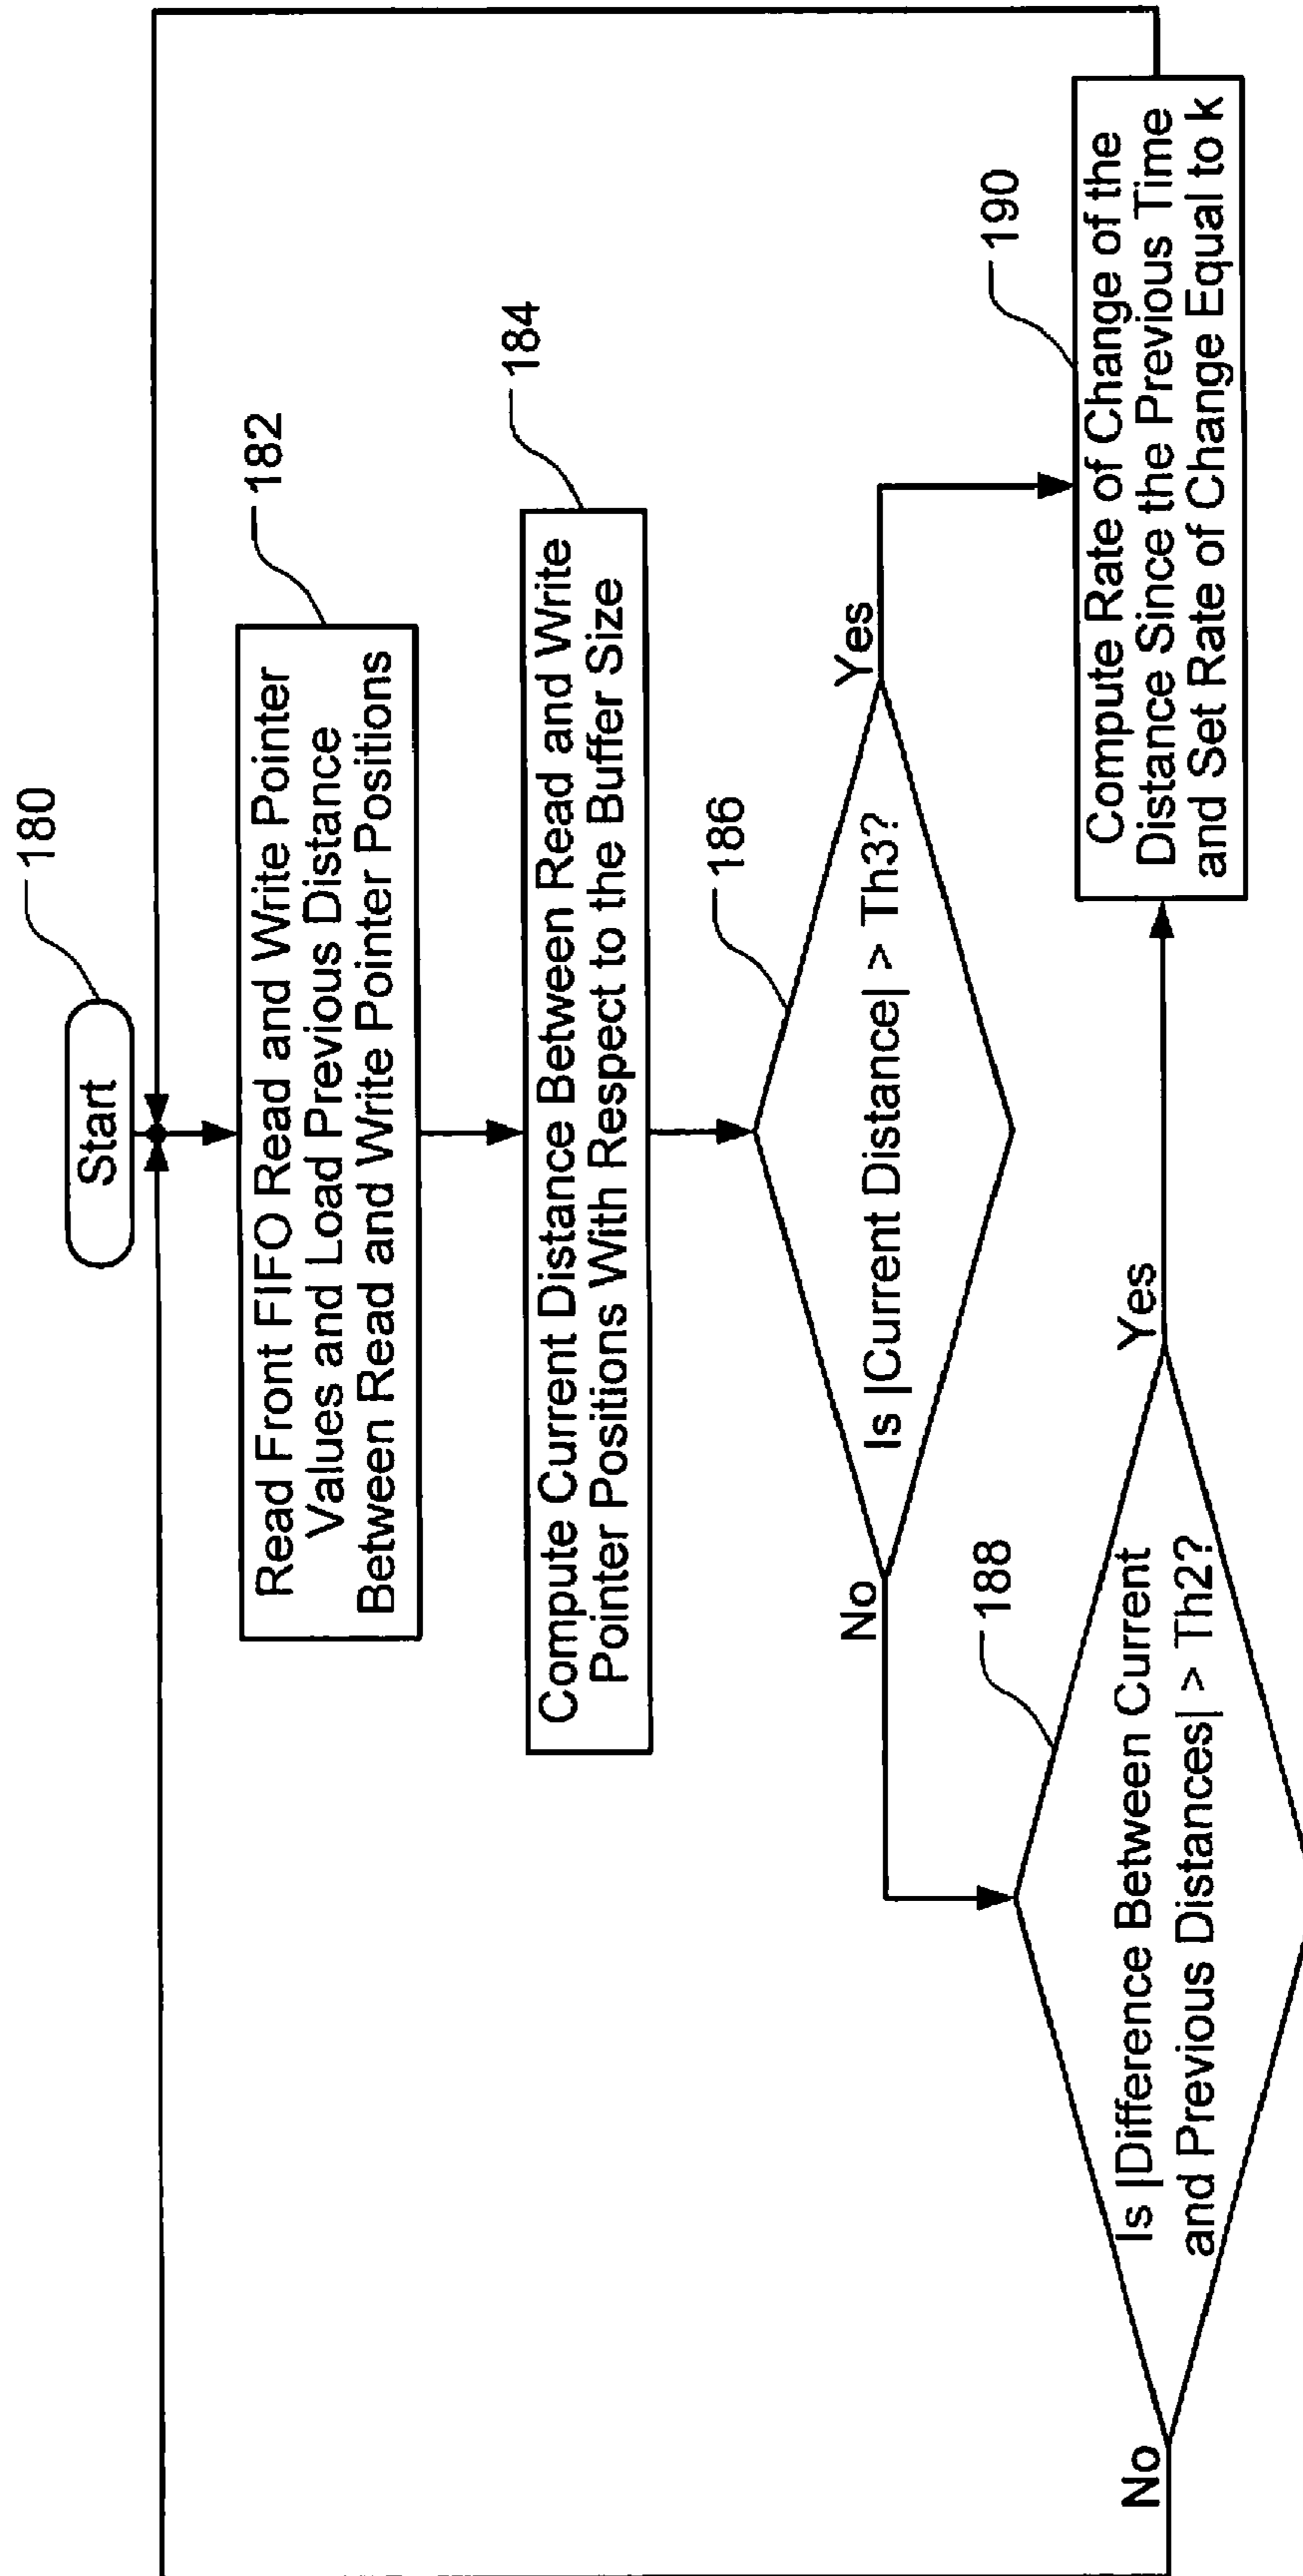 Start
180
Read Front FIFO Read and Write Pointer
Values and Load Previous Distance
Between Read and Write Pointer Positions
182
Compute Current Distance Between Read and Write
Pointer Positions With Respect to the Buffer Size
184
Is |Current Distance| > Th3?
186
Yes
No
Is |Difference Between Current
and Previous Distances| > Th2?
188
Yes
No
Compute Rate of Change of the
Distance Since the Previous Time
and Set Rate of Change Equal to k
190